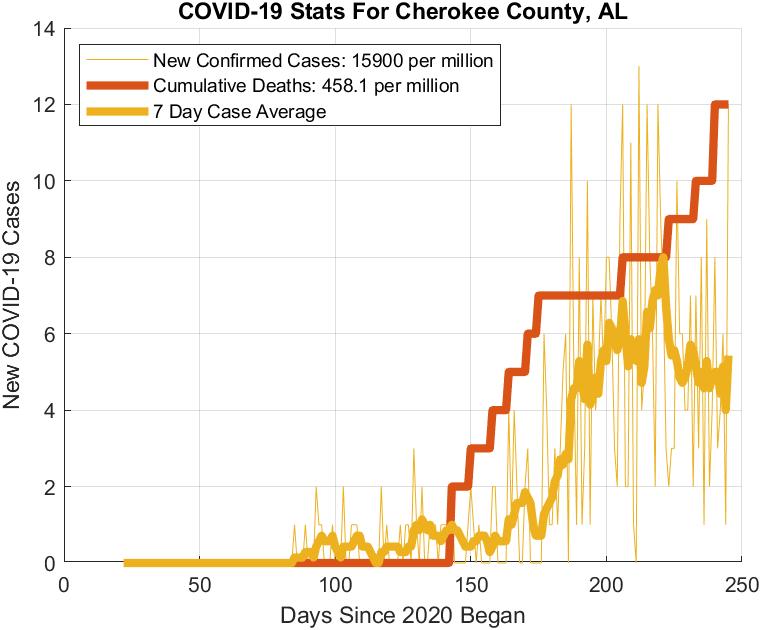 COVID-19 Stats For Cherokee County, AL
14
12
10
8
6
4
2
0
New COVID-19 Cases
New Confirmed Cases: 15900 per million
Cumulative Deaths: 458.1 per million
7 Day Case Average
0 50 100 150 200 250
Days Since 2020 Began